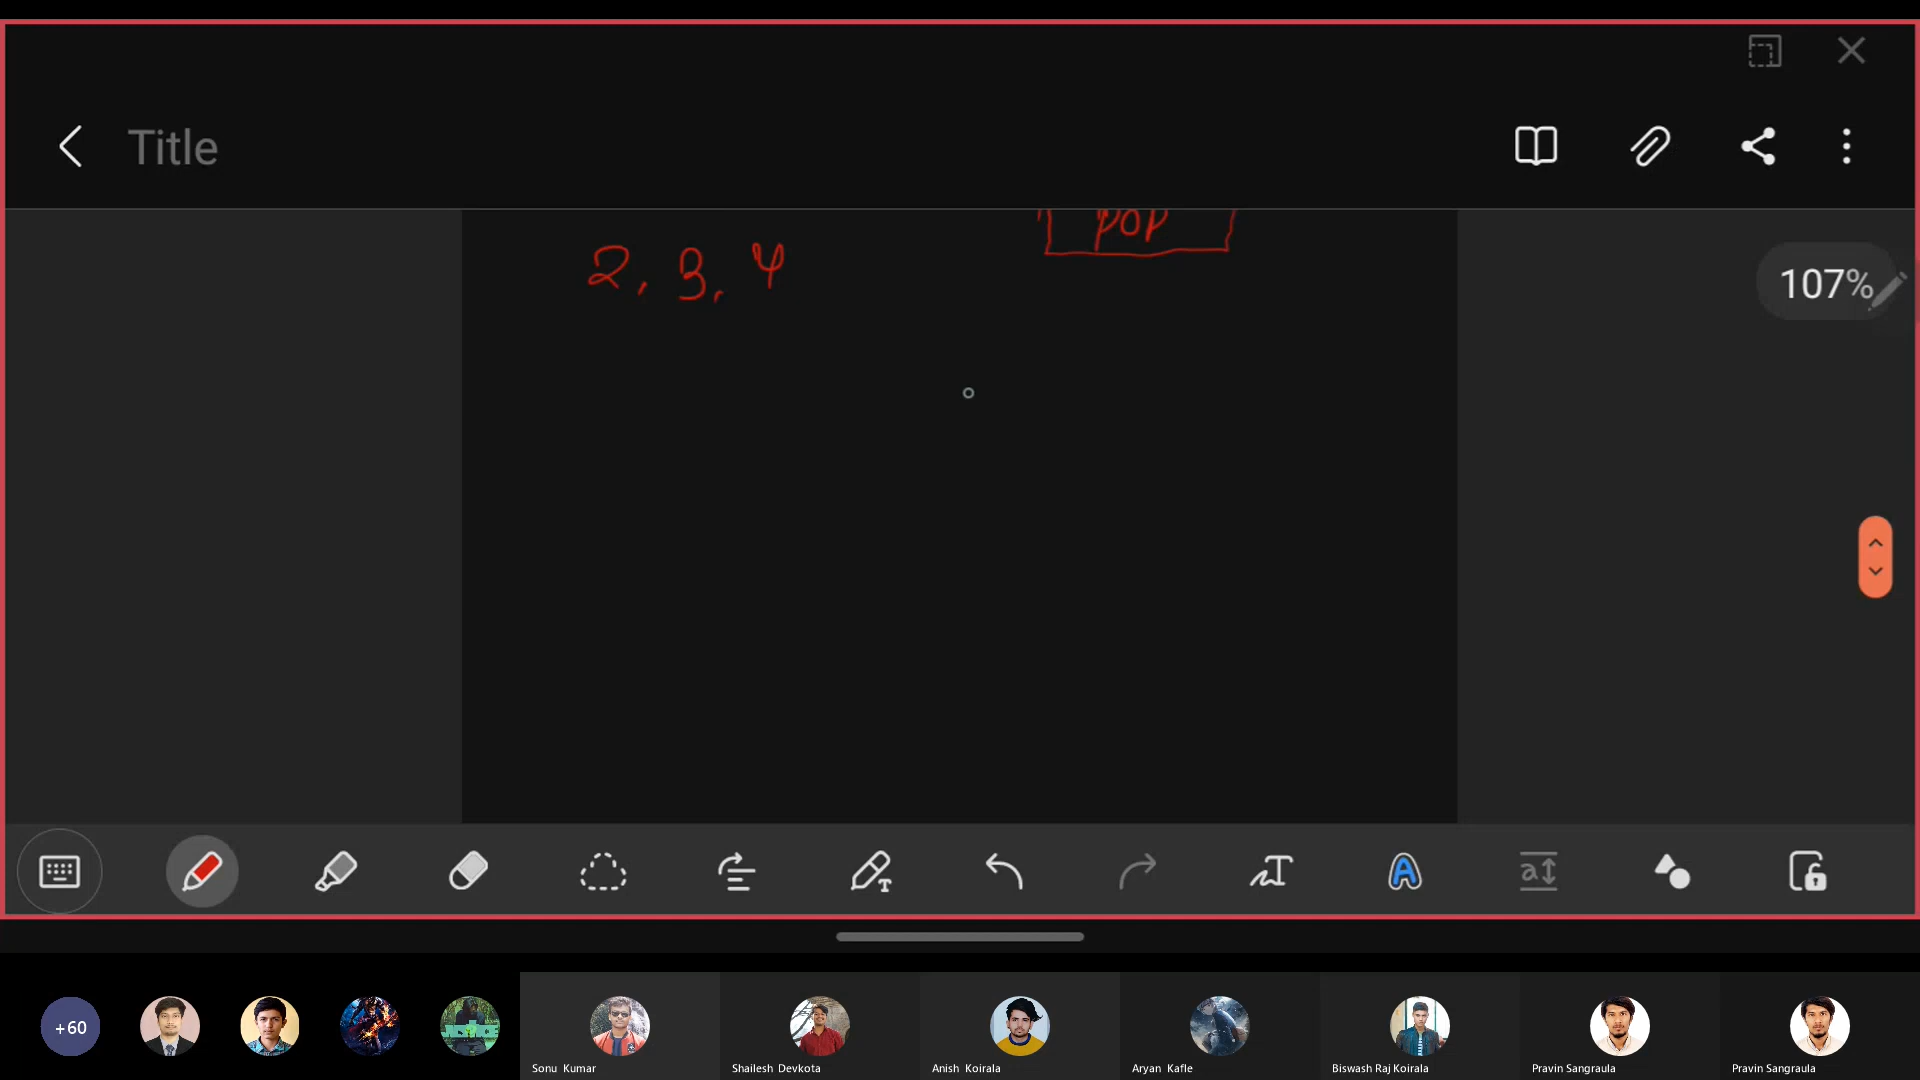 Title
pop
2, 3, 4
107%
+60
JUSTICE
Sonu Kumar
Shailesh Devkota
Anish Koirala
Aryan Kafle
Biswash Raj Koirala
Pravin Sangraula
Pravin Sangraula